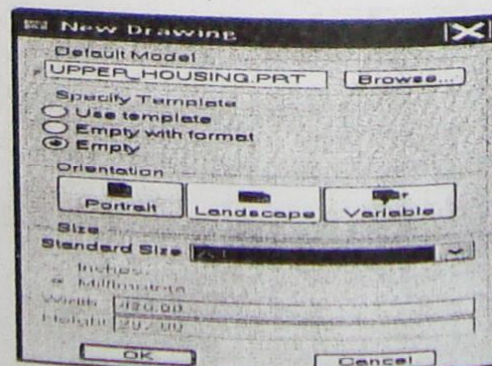 New Drawing
Default Model
UPPER_HOUSING.PRT Browse...
Specify Template
Use template
Empty with format
Empty
Orientation
Portrait Landscape Variable
Size
Standard Size
Inches
Millimeters
Width
Height
OK Cancel